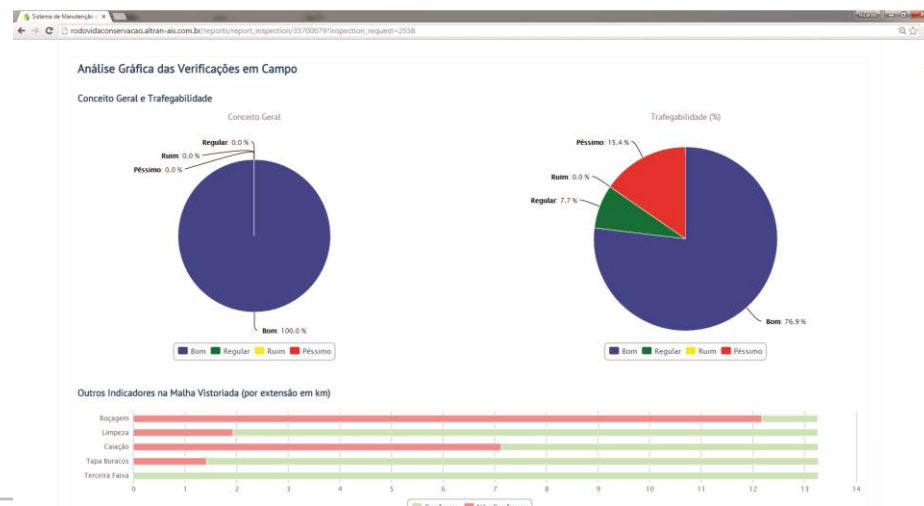 Sistema de Manutenção
rodovidaconservacao.altran-ais.com.br/reports/report_inspection/35700079?inspection_request=2558
Análise Gráfica das Verificações em Campo
Conceito Geral e Trafegabilidade
Conceito Geral
Regular: 0.0 %
Ruim: 0.0 %
Péssimo: 0.0 %
Bom: 100.0 %
Bom Regular Ruim Péssimo
Trafegabilidade (%)
Péssimo: 15.4 %
Ruim: 0.0 %
Regular: 7.7 %
Bom: 76.9 %
Bom Regular Ruim Péssimo
Outros Indicadores na Malha Vistoriada (por extensão em km)
Roçagem
Limpeza
Caiação
Tapa Buracos
Terceira Faixa
0 1 2 3 4 5 6 7 8 9 10 11 12 13 14